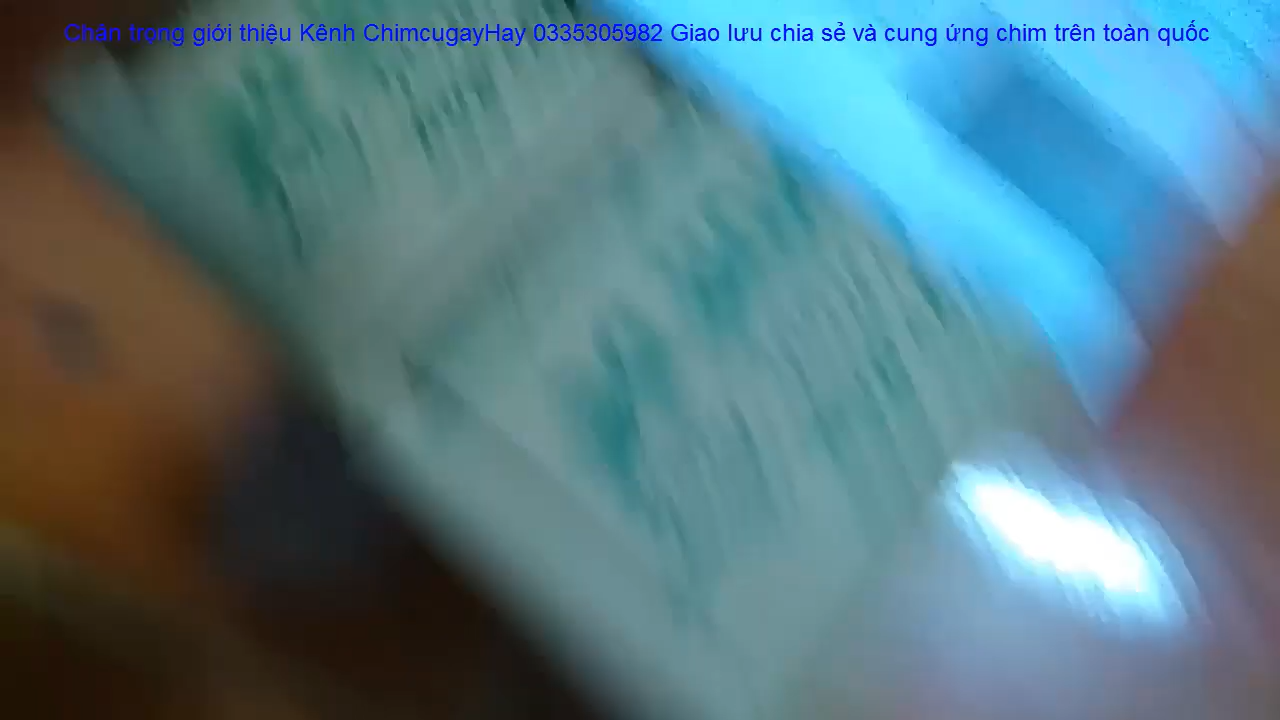 Chân trọng giới thiệu Kênh ChimcugayHay 0335305982 Giao lưu chia sẻ và cung ứng chim trên toàn quốc